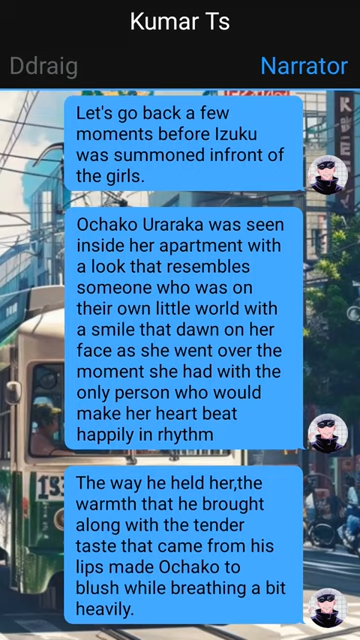 Kumar Ts
Ddraig
Narrator
Let's go back a few
moments before Izuku
was summoned infront of
the girls.
Ochako Uraraka was seen
inside her apartment with
a look that resembles
someone who was on
their own little world with
a smile that dawn on her
face as she went over the
moment she had with the
only person who would
make her heart beat
happily in rhythm
The way he held her,the
warmth that he brought
along with the tender
taste that came from his
lips made Ochako to
blush while breathing a bit
heavily.